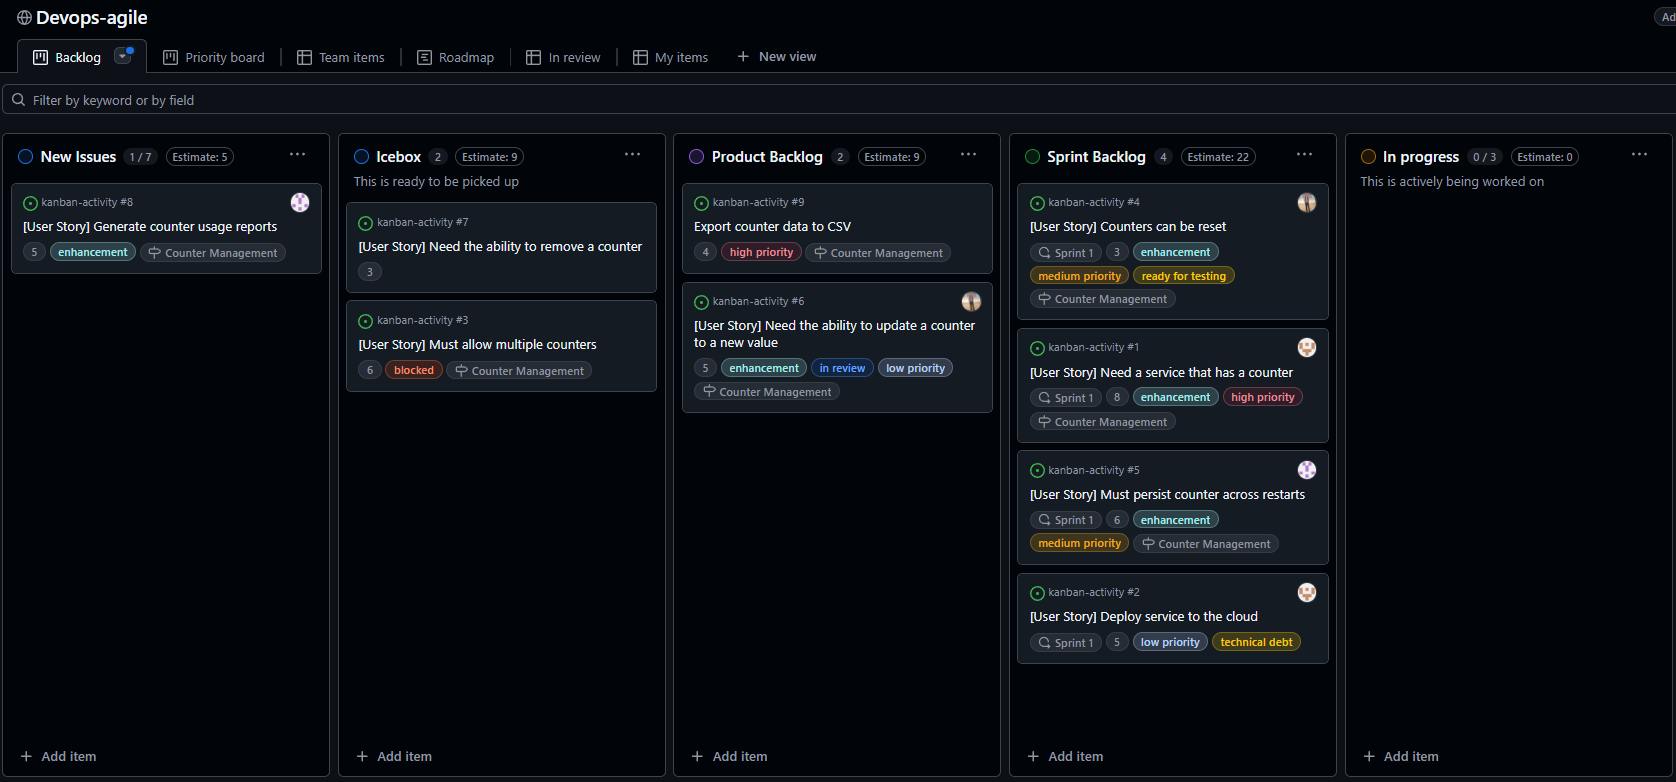 Devops-agile
Ad
Backlog
Priority board
Team items
Roadmap
In review
My items
New view
Filter by keyword or by field
New Issues 1 / 7 Estimate: 5
kanban-activity #8
[User Story] Generate counter usage reports
5 enhancement Counter Management
Add item
Icebox 2 Estimate: 9
This is ready to be picked up
kanban-activity #7
[User Story] Need the ability to remove a counter
3
kanban-activity #3
[User Story] Must allow multiple counters
6 blocked Counter Management
Add item
Product Backlog 2 Estimate: 9
kanban-activity #9
Export counter data to CSV
4 high priority Counter Management
kanban-activity #6
[User Story] Need the ability to update a counter
to a new value
5 enhancement in review low priority
Counter Management
Add item
Sprint Backlog 4 Estimate: 22
kanban-activity #4
[User Story] Counters can be reset
Sprint 1 3 enhancement
medium priority ready for testing
Counter Management
kanban-activity #1
[User Story] Need a service that has a counter
Sprint 1 8 enhancement high priority
Counter Management
kanban-activity #5
[User Story] Must persist counter across restarts
Sprint 1 6 enhancement
medium priority Counter Management
kanban-activity #2
[User Story] Deploy service to the cloud
Sprint 1 5 low priority technical debt
Add item
In progress 0 / 3 Estimate: 0
This is actively being worked on
Add item